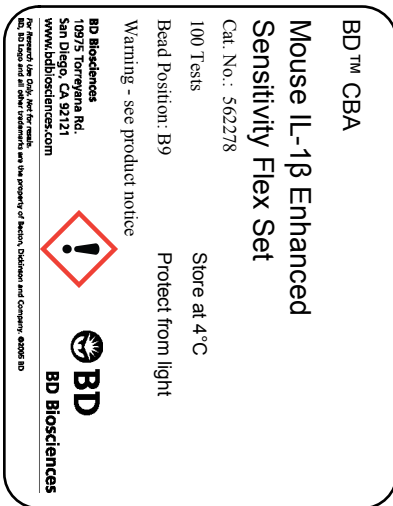 BD™ CBA
Mouse IL-1β Enhanced
Sensitivity Flex Set
Cat. No.: 562278
100 Tests
Store at 4°C
Bead Position: B9
Protect from light
Warning - see product notice
BD Biosciences
10975 Torreyana Rd.
San Diego, CA 92121
www.bdbiosciences.com
BD
BD Biosciences
For Research Use Only. Not for resale.
BD, BD Logo and all other trademarks are the property of Becton, Dickinson and Company. ©2005 BD